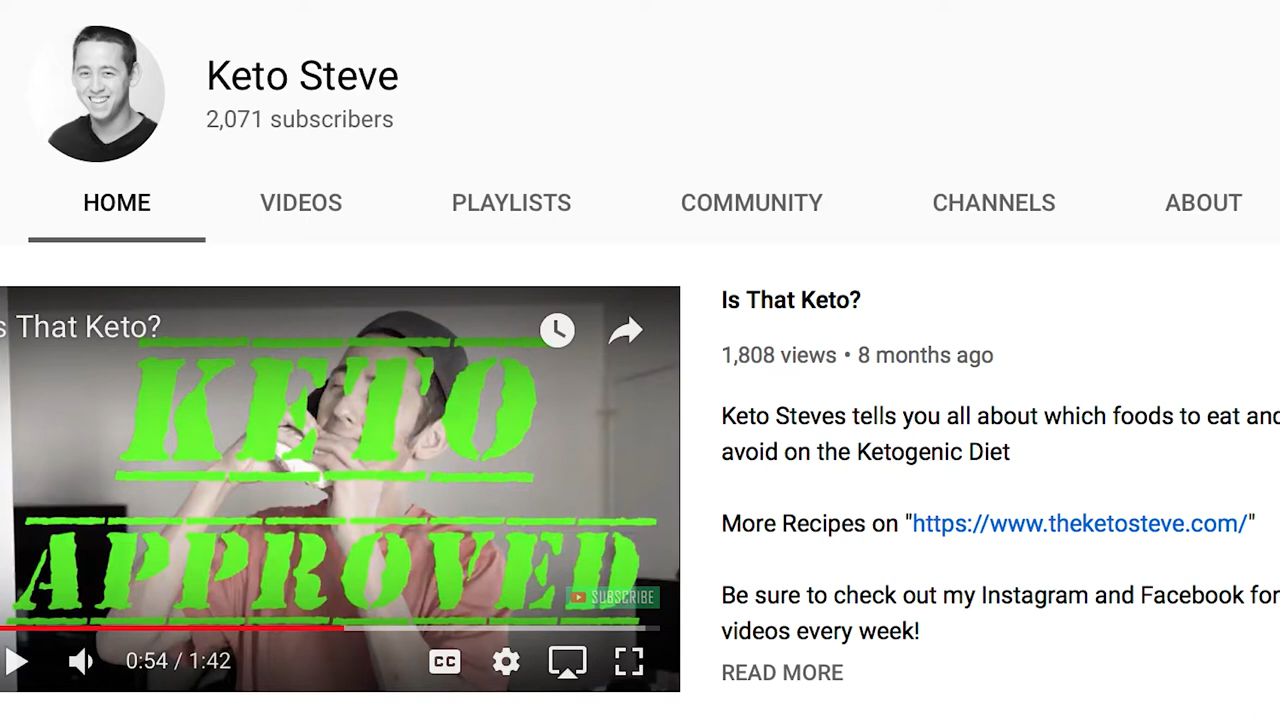 Keto Steve
2,071 subscribers
HOME VIDEOS PLAYLISTS COMMUNITY CHANNELS ABOUT
s That Keto?
KETO
APPROVED
SUBSCRIBE
0:54 / 1:42
CC
Is That Keto?
1,808 views • 8 months ago
Keto Steves tells you all about which foods to eat and
avoid on the Ketogenic Diet
More Recipes on "https://www.theketosteve.com/"
Be sure to check out my Instagram and Facebook for
videos every week!
READ MORE